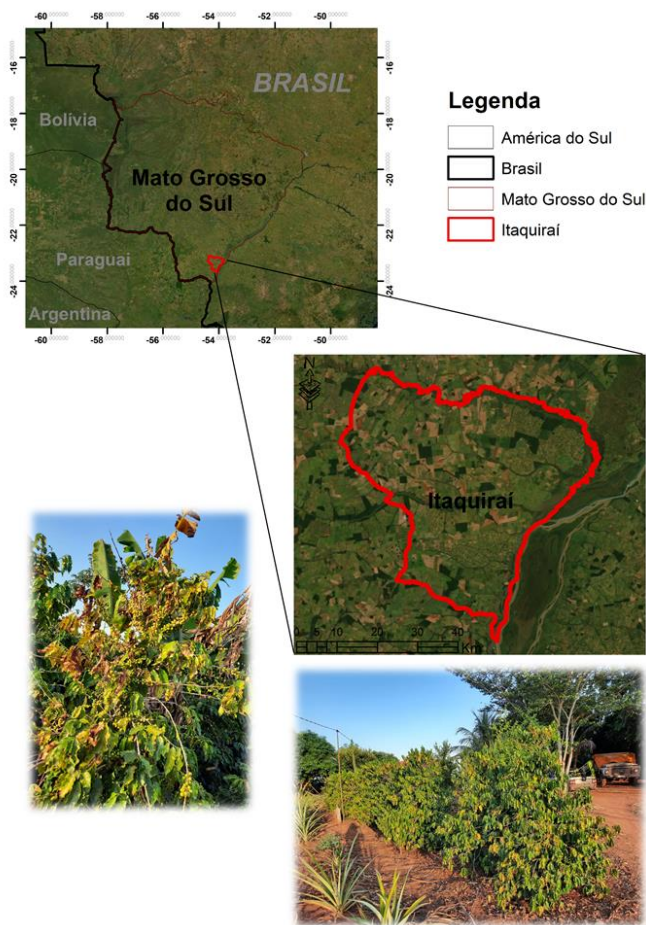 -60 -58 -56 -54 -52 -50
-16
-18
-20
-22
-24
BRASIL
Bolívia
Mato Grosso
do Sul
Paraguai
Argentina
-60 -58 -56 -54 -52 -50
Legenda
América do Sul
Brasil
Mato Grosso do Sul
Itaquiraí
-16
-18
-20
-22
-24
N
Itaquiraí
0 5 10 20 30 40
Km